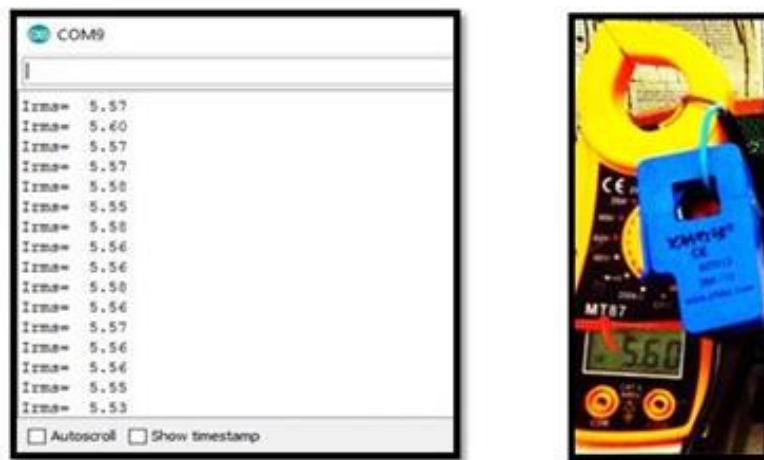 COM9
Irms= 5.57
Irms= 5.60
Irms= 5.57
Irms= 5.57
Irms= 5.58
Irms= 5.55
Irms= 5.58
Irms= 5.56
Irms= 5.56
Irms= 5.58
Irms= 5.56
Irms= 5.57
Irms= 5.56
Irms= 5.56
Irms= 5.55
Irms= 5.53
Autoscroll Show timestamp
CE
CE
MT87
5.60
COM